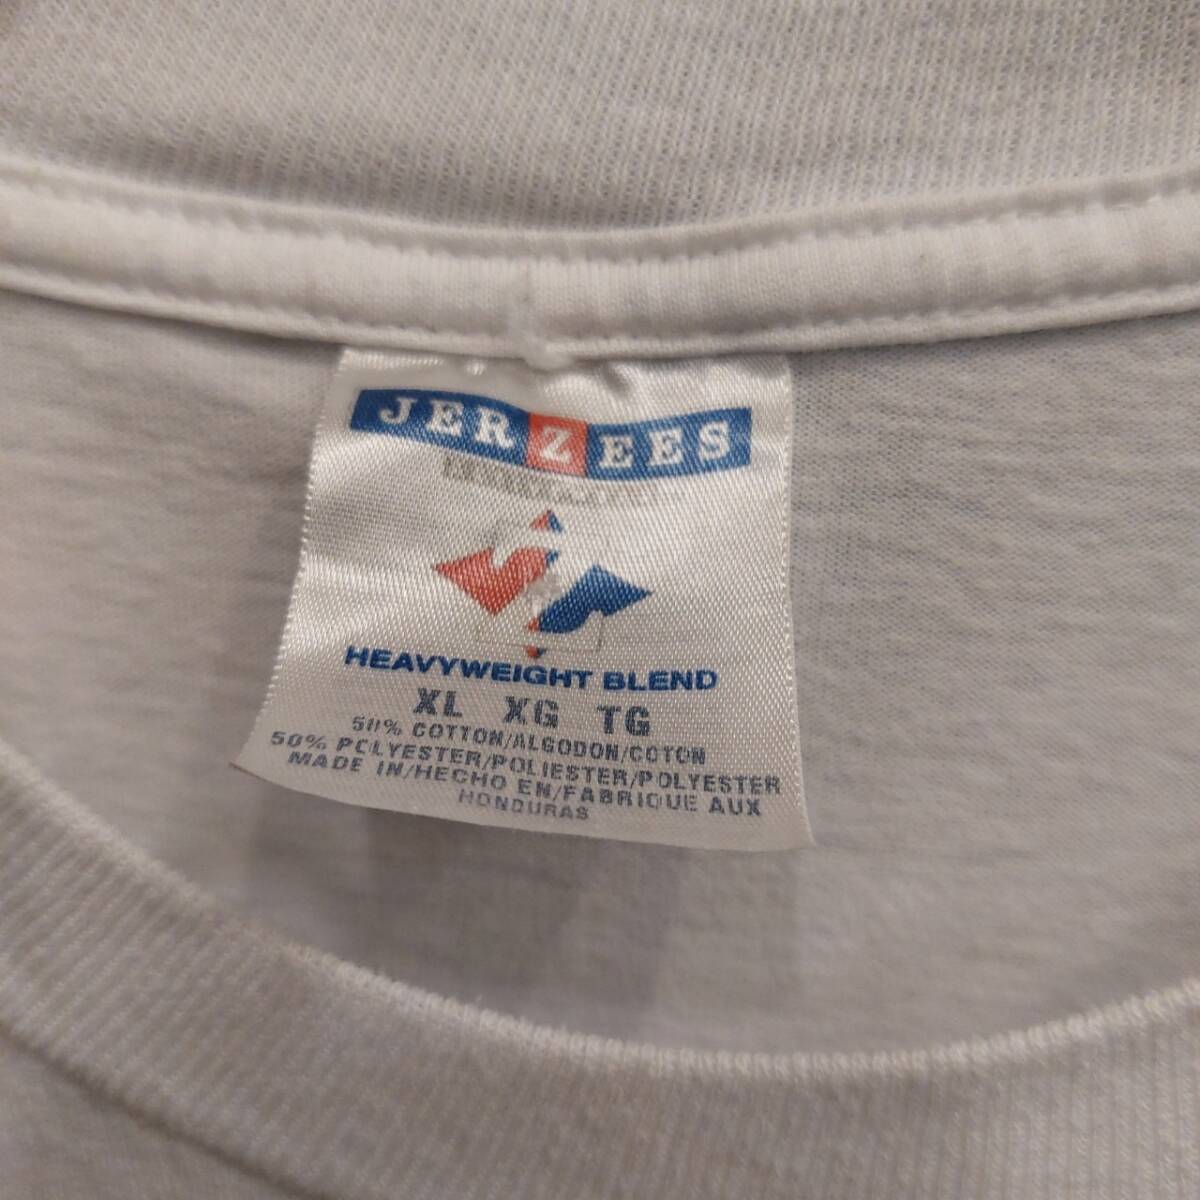 JERZEES
HEAVYWEIGHT BLEND
XL XG TG
50% COTTON/ALGODON/COTON
50% POLYESTER/POLIESTER/POLYESTER
MADE IN/HECHO EN/FABRIQUE AUX
HONDURAS